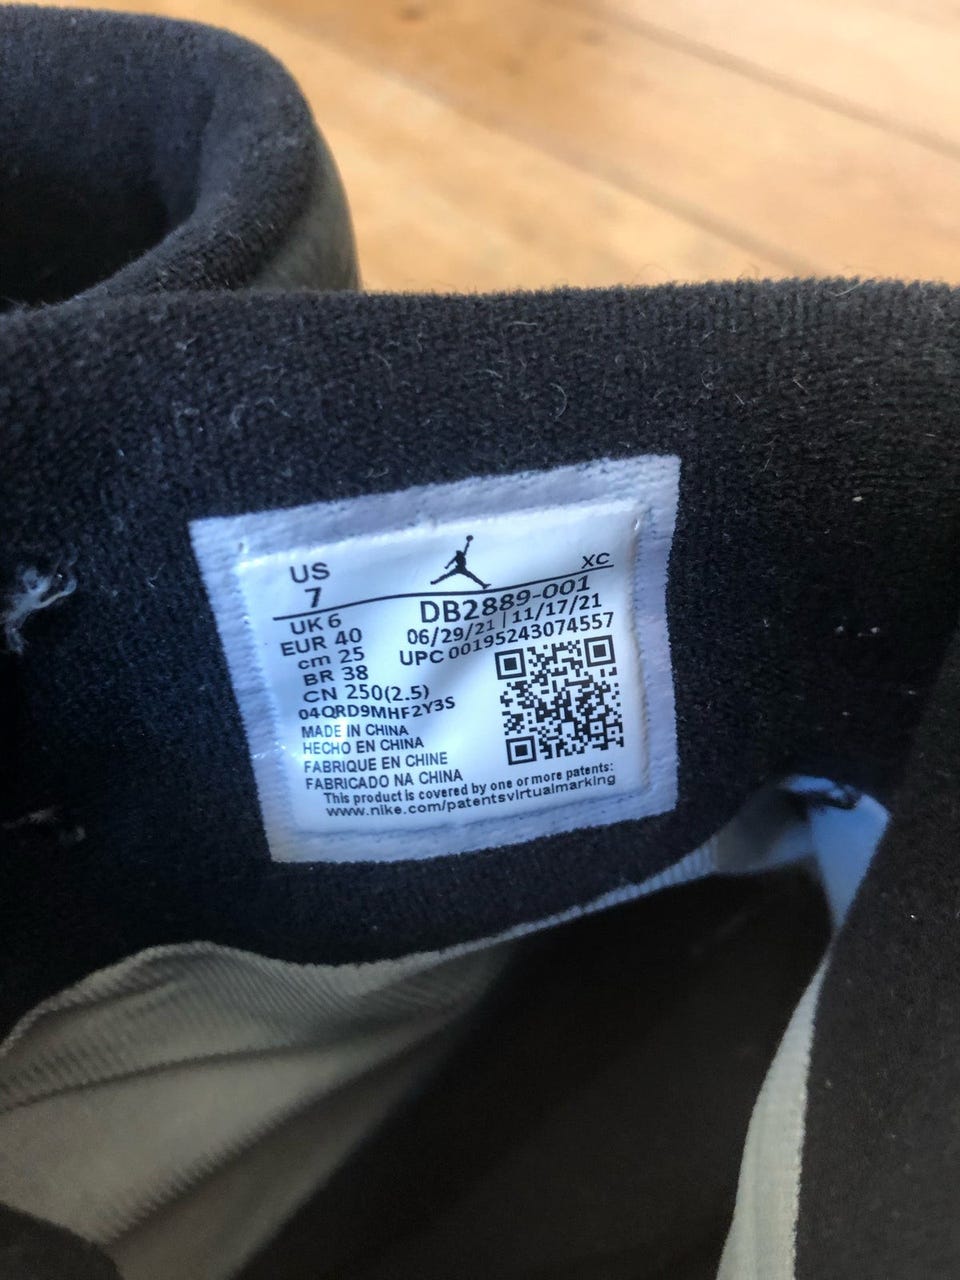 US
7
XC
UK 6
EUR 40
cm 25
BR 38
CN 250(2.5)
04QRD9MHF2Y3S
DB2889-001
06/29/21 | 11/17/21
UPC 00195243074557
MADE IN CHINA
HECHO EN CHINA
FABRIQUE EN CHINE
FABRICADO NA CHINA
This product is covered by one or more patents:
www.nike.com/patentsvirtualmarking